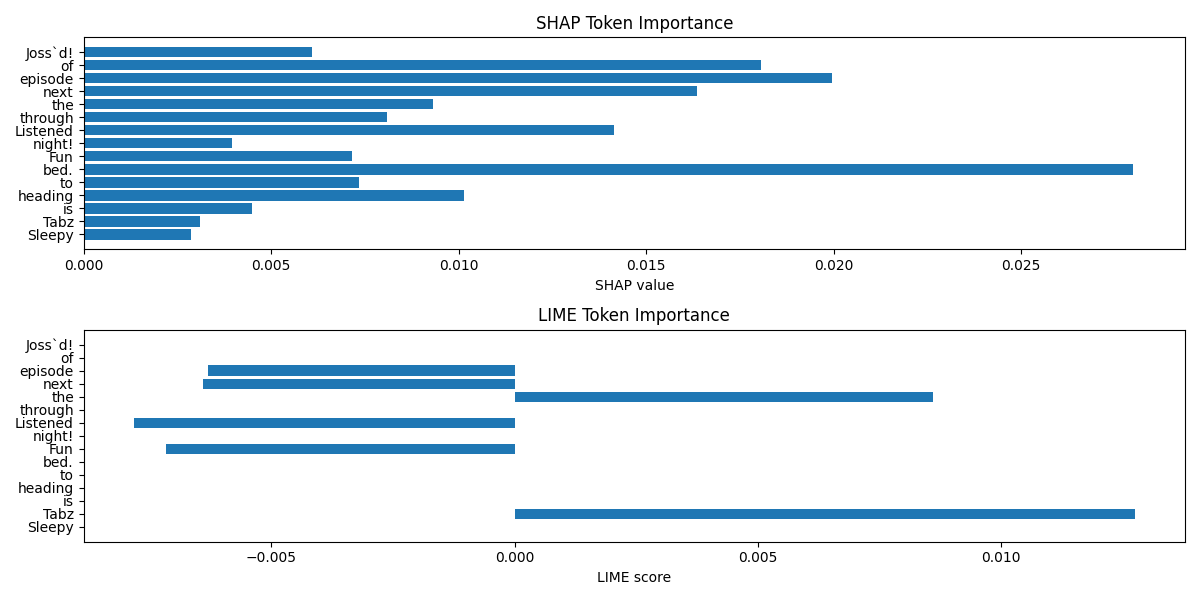 SHAP Token Importance
Joss`d!
of
episode
next
the
through
Listened
night!
Fun
bed.
to
heading
is
Tabz
Sleepy
0.000 0.005 0.010 0.015 0.020 0.025
SHAP value
LIME Token Importance
Joss`d!
of
episode
next
the
through
Listened
night!
Fun
bed.
to
heading
is
Tabz
Sleepy
−0.005 0.000 0.005 0.010
LIME score